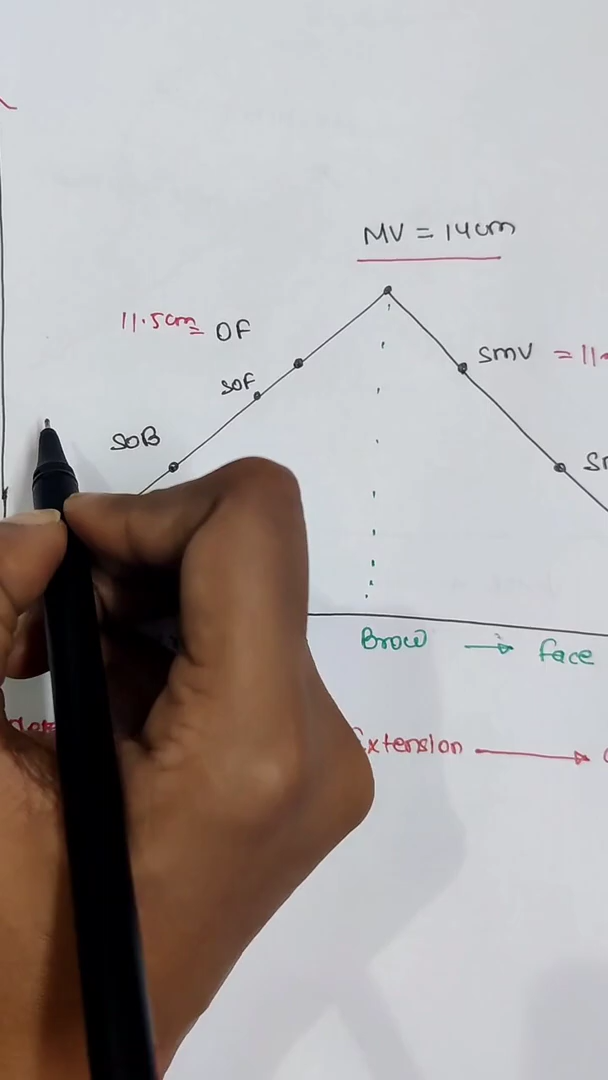 MV = 14cm
11.5cm = OF
SMV = 11
SOF
SOB
Brow → face
Extension →